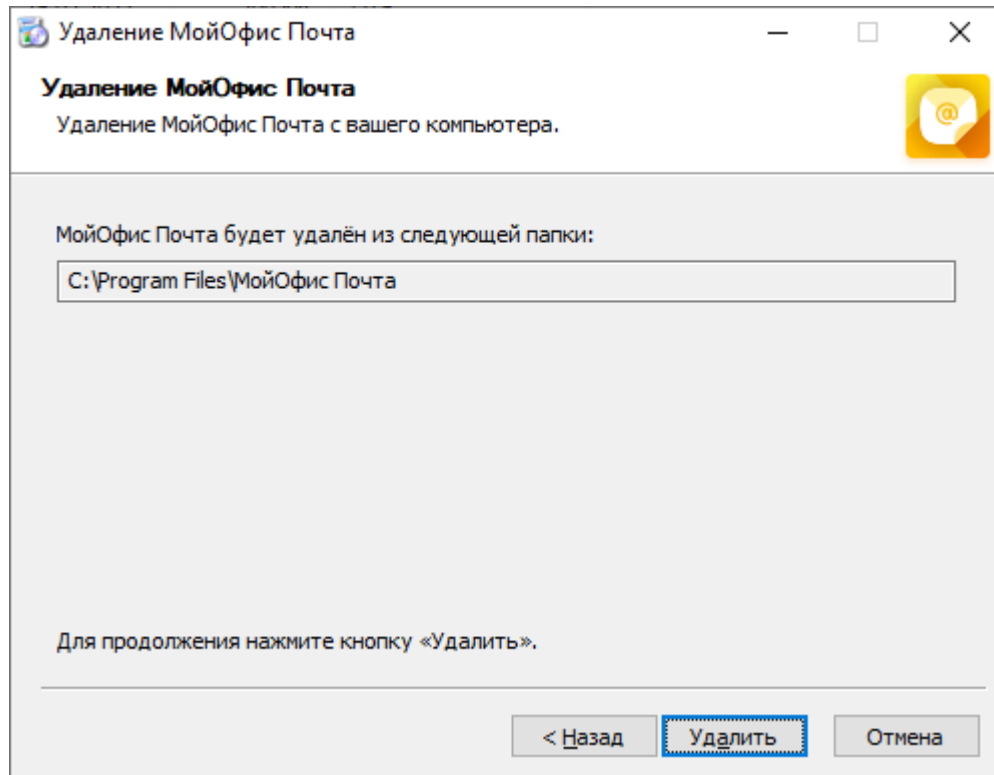 Удаление МойОфис Почта
Удаление МойОфис Почта
Удаление МойОфис Почта с вашего компьютера.
@
МойОфис Почта будет удалён из следующей папки:
C:\Program Files\МойОфис Почта
Для продолжения нажмите кнопку «Удалить».
< Назад Удалить Отмена